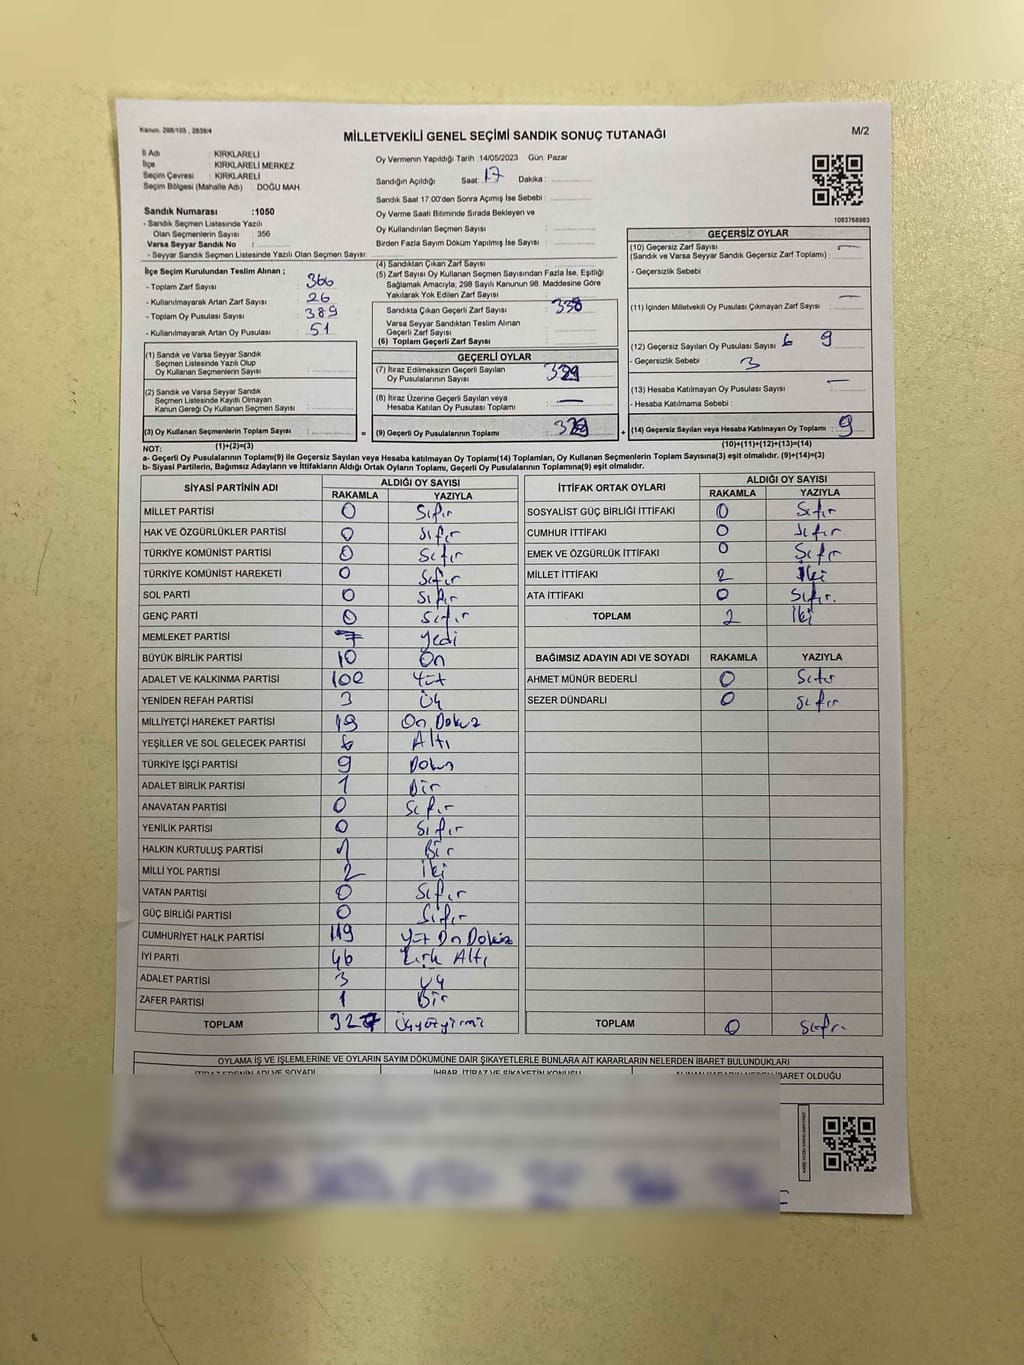 Kanun. 298/105 , 2839/4
M/2
MİLLETVEKİLİ GENEL SEÇİMİ SANDIK SONUÇ TUTANAĞI
İl Adı : KIRKLARELİ
İlçe : KIRKLARELİ MERKEZ
Seçim Çevresi : KIRKLARELİ
Seçim Bölgesi (Mahalle Adı) : DOĞU MAH.
Sandık Numarası :1050
- Sandık Seçmen Listesinde Yazılı
Olan Seçmenlerin Sayısı : 356
Varsa Seyyar Sandık No :
- Seyyar Sandık Listesinde Yazılı Olan Seçmen Sayısı:
Oy Vermenin Yapıldığı Tarih :14/05/2023 Gün: Pazar
Sandığın Açıldığı Saat: 17 Dakika:
Sandık Saat 17:00'den Sonra Açımış İse Sebebi :
Oy Verme Saati Bitiminde Sırada Bekleyen ve
Oy Kullandırılan Seçmen Sayısı :
Birden Fazla Sayım Döküm Yapılmış İse Sayısı :
1083768983
İlçe Seçim Kurulundan Teslim Alınan ;
- Toplam Zarf Sayısı : 366
- Kullanılmayarak Artan Zarf Sayısı : 26
- Toplam Oy Pusulası Sayısı : 389
- Kullanılmayarak Artan Oy Pusulası : 51
(1) Sandık ve Varsa Seyyar Sandık
Seçmen Listesinde Yazılı Olup
Oy Kullanan Seçmenlerin Sayısı :
(2) Sandık ve Varsa Seyyar Sandık
Seçmen Listesinde Kayıtlı Olmayan
Kanun Gereği Oy Kullanan Seçmen Sayısı :
(3) Oy Kullanan Seçmenlerin Toplam Sayısı :
(1)+(2)=(3)
(4) Sandıktan Çıkan Zarf Sayısı :
(5) Zarf Sayısı Oy Kullanan Seçmen Sayısından Fazla İse, Eşitliği
Sağlamak Amacıyla, 298 Sayılı Kanunun 98. Maddesine Göre
Yakılarak Yok Edilen Zarf Sayısı :
Sandıkta Çıkan Geçerli Zarf Sayısı : 338
Varsa Seyyar Sandıktan Teslim Alınan
Geçerli Zarf Sayısı :
(6) Toplam Geçerli Zarf Sayısı :
GEÇERLİ OYLAR
(7) İtiraz Edilmeksizin Geçerli Sayılan
Oy Pusulalarının Sayısı : 329
(8) İtiraz Üzerine Geçerli Sayılan veya
Hesaba Katılan Oy Pusulası Toplamı : —
= (9) Geçerli Oy Pusulalarının Toplamı : 329 +
GEÇERSİZ OYLAR
(10) Geçersiz Zarf Sayısı —
(Sandık ve Varsa Seyyar Sandık Geçersiz Zarf Toplamı) :
- Geçersizlik Sebebi :
(11) İçinden Milletvekili Oy Pusulası Çıkmayan Zarf Sayısı : —
(12) Geçersiz Sayılan Oy Pusulası Sayısı : 6 9
- Geçersizlik Sebebi : 3
(13) Hesaba Katılmayan Oy Pusulası Sayısı : —
- Hesaba Katılmama Sebebi :
(14) Geçersiz Sayılan veya Hesaba Katılmayan Oy Toplamı : 9
(10)+(11)+(12)+(13)=(14)
NOT:
a- Geçerli Oy Pusulalarının Toplamı(9) ile Geçersiz Sayılan veya Hesaba katılmayan Oy Toplamı(14) Toplamları, Oy Kullanan Seçmenlerin Toplam Sayısına(3) eşit olmalıdır. (9)+(14)=(3)
b- Siyasi Partilerin, Bağımsız Adayların ve İttifakların Aldığı Ortak Oyların Toplamı, Geçerli Oy Pusulalarının Toplamına(9) eşit olmalıdır.
SİYASİ PARTİNİN ADI ALDIĞI OY SAYISI
RAKAMLA YAZIYLA
MİLLET PARTİSİ 0 Sıfır
HAK VE ÖZGÜRLÜKLER PARTİSİ 0 sıfır
TÜRKİYE KOMÜNİST PARTİSİ 0 Sıfır
TÜRKİYE KOMÜNİST HAREKETİ 0 Sıfır
SOL PARTİ 0 Sıfır
GENÇ PARTİ 0 Sıfır
MEMLEKET PARTİSİ 7 Yedi
BÜYÜK BİRLİK PARTİSİ 10 On
ADALET VE KALKINMA PARTİSİ 100 Yüz
YENİDEN REFAH PARTİSİ 3 Üç
MİLLİYETÇİ HAREKET PARTİSİ 19 On Dokuz
YEŞİLLER VE SOL GELECEK PARTİSİ 6 Altı
TÜRKİYE İŞÇİ PARTİSİ 9 Dokuz
ADALET BİRLİK PARTİSİ 1 Bir
ANAVATAN PARTİSİ 0 Sıfır
YENİLİK PARTİSİ 0 Sıfır
HALKIN KURTULUŞ PARTİSİ 1 Bir
MİLLİ YOL PARTİSİ 2 İki
VATAN PARTİSİ 0 Sıfır
GÜÇ BİRLİĞİ PARTİSİ 0 Sıfır
CUMHURİYET HALK PARTİSİ 119 Yüz On Dokuz
İYİ PARTİ 46 Kırk Altı
ADALET PARTİSİ 3 Üç
ZAFER PARTİSİ 1 Bir
TOPLAM 327 Üçyüzyirmi
İTTİFAK ORTAK OYLARI ALDIĞI OY SAYISI
RAKAMLA YAZIYLA
SOSYALİST GÜÇ BİRLİĞİ İTTİFAKI 0 Sıfır
CUMHUR İTTİFAKI 0 Sıfır
EMEK VE ÖZGÜRLÜK İTTİFAKI 0 Sıfır
MİLLET İTTİFAKI 2 İki
ATA İTTİFAKI 0 Sıfır.
TOPLAM 2 İki
BAĞIMSIZ ADAYIN ADI VE SOYADI RAKAMLA YAZIYLA
AHMET MÜNÜR BEDERLİ 0 Sıfır
SEZER DÜNDARLI 0 sıfır
TOPLAM 0 Sıfır.
OYLAMA İŞ VE İŞLEMLERİNE VE OYLARIN SAYIM DÖKÜMÜNE DAİR ŞİKAYETLERLE BUNLARA AİT KARARLARIN NELERDEN İBARET BULUNDUKLARI
İTİRAZ EDENİN ADI VE SOYADI İHBAR, İTİRAZ VE ŞİKAYETİN KONUSU ALINAN KARARIN NEDEN İBARET OLDUĞU